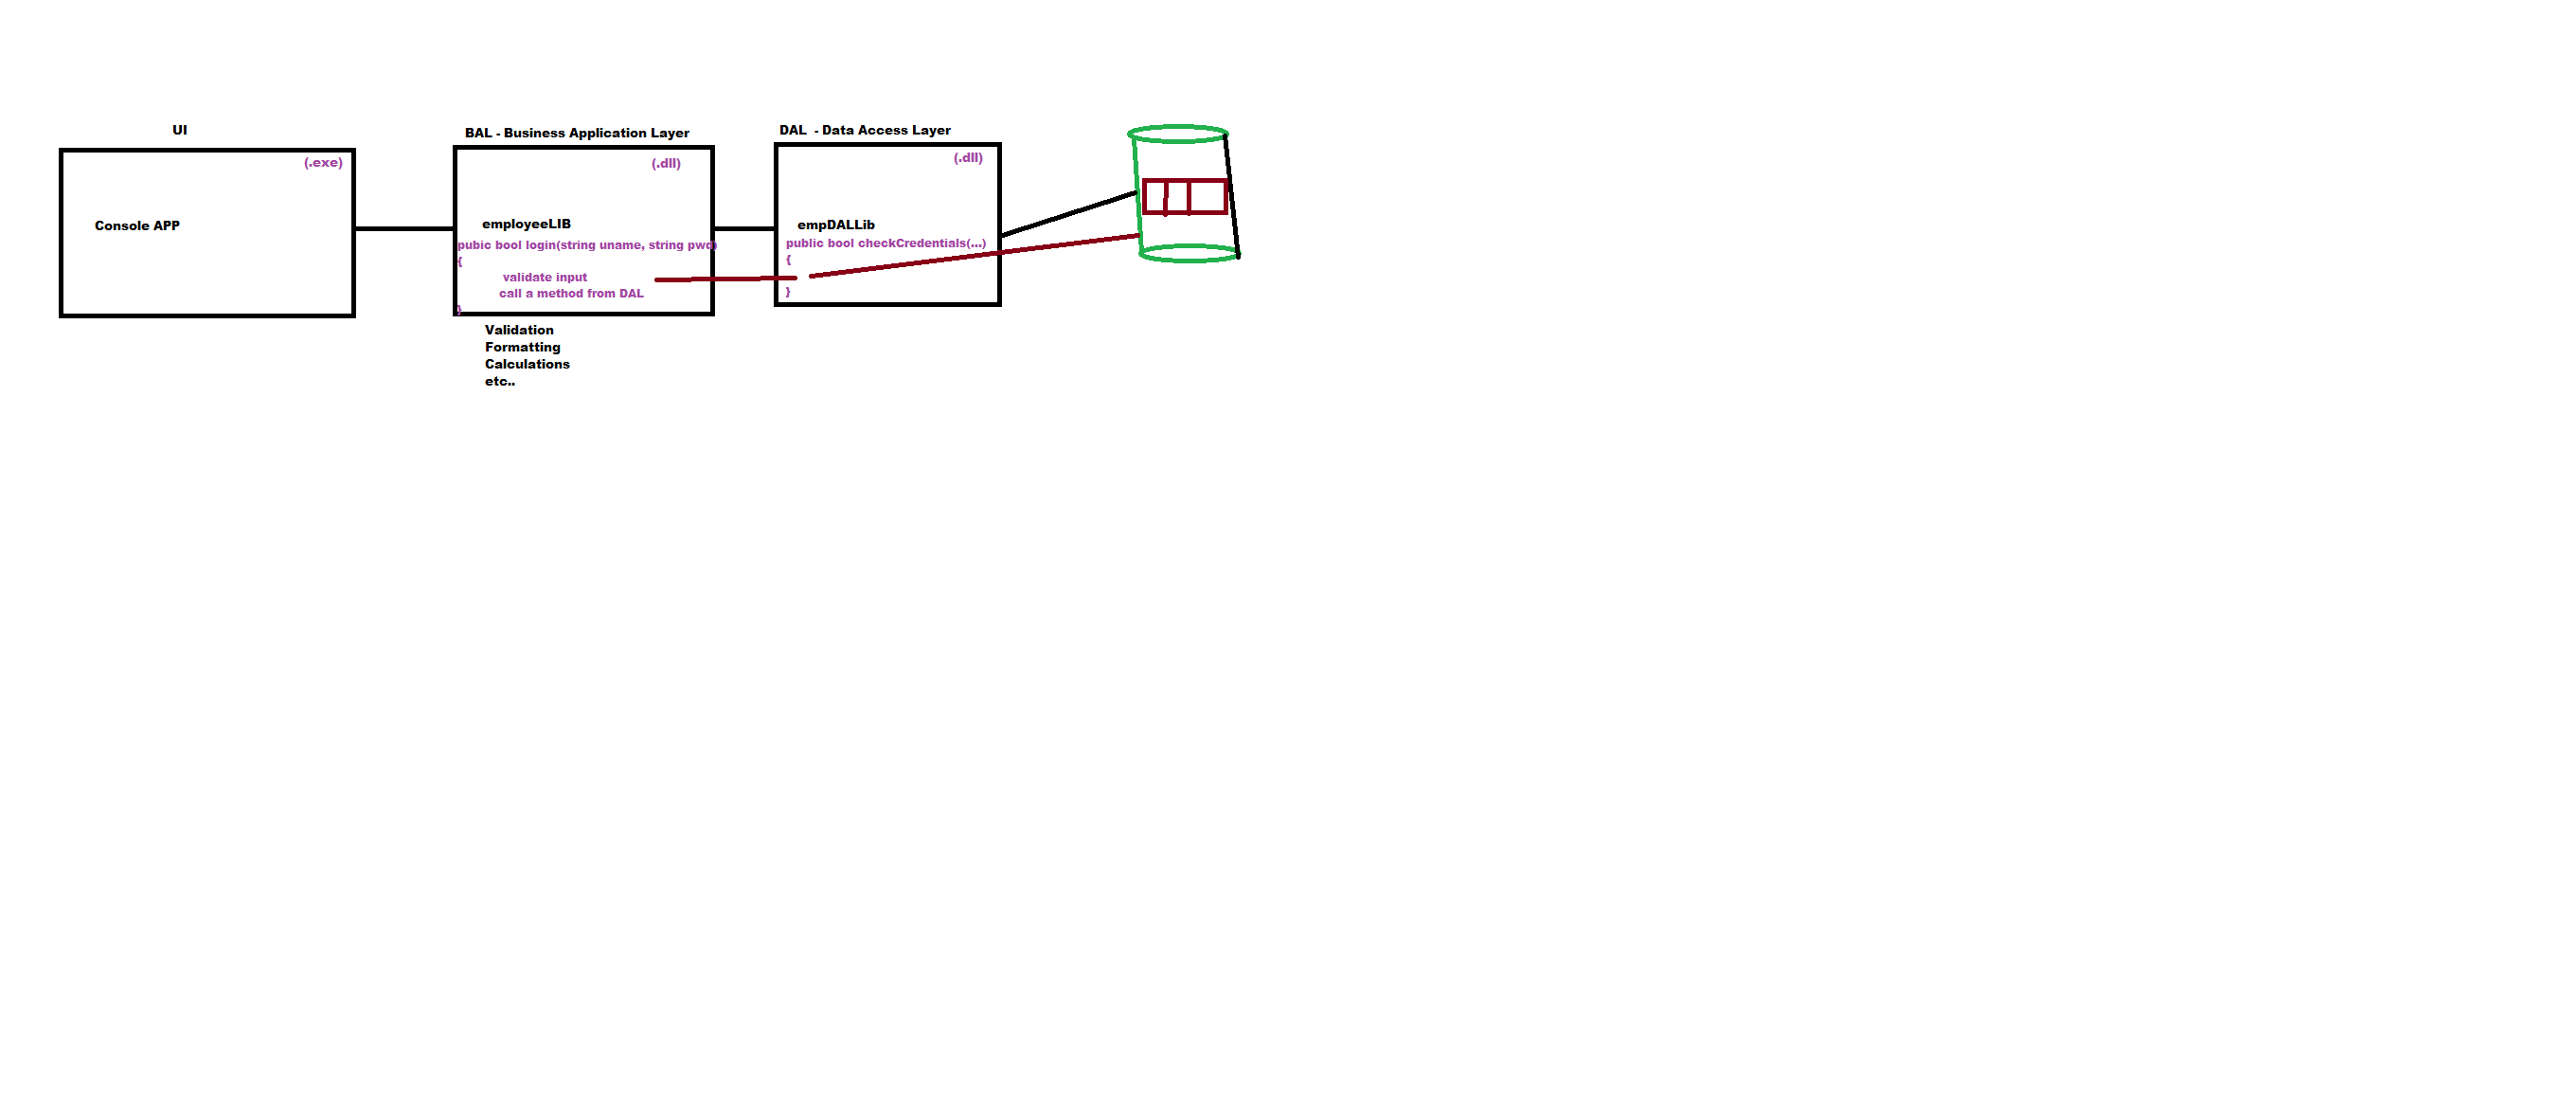 UI
(.exe)
Console APP
BAL - Business Application Layer
(.dll)
employeeLIB
pubic bool login(string uname, string pwd)
{
validate input
call a method from DAL
}
Validation
Formatting
Calculations
etc..
DAL - Data Access Layer
(.dll)
empDALLib
public bool checkCredentials(...)
{
}